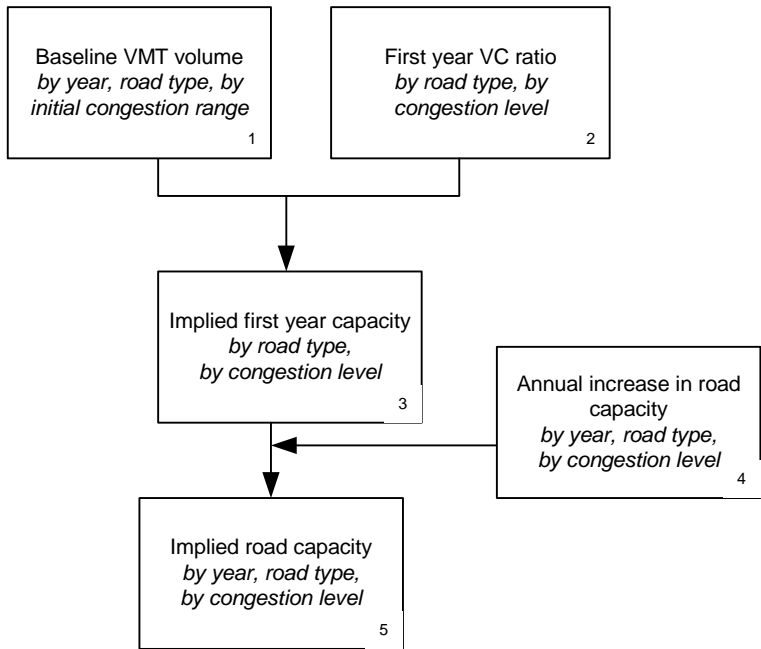 Baseline VMT volume
by year, road type, by
initial congestion range
1
First year VC ratio
by road type, by
congestion level
2
Implied first year capacity
by road type,
by congestion level
3
Annual increase in road
capacity
by year, road type,
by congestion level
4
Implied road capacity
by year, road type,
by congestion level
5